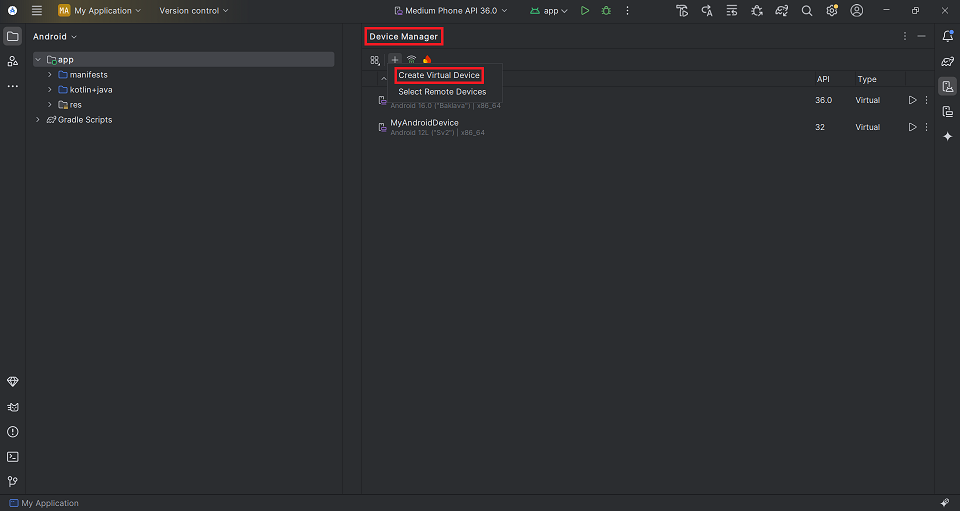 MA My Application
Version control
Medium Phone API 36.0
app
Android
Device Manager
app
manifests
kotlin+java
res
Gradle Scripts
Create Virtual Device
Select Remote Devices
API
Type
Android 16.0 ("Baklava") | x86_64
36.0
Virtual
MyAndroidDevice
Android 12L ("Sv2") | x86_64
32
Virtual
My Application